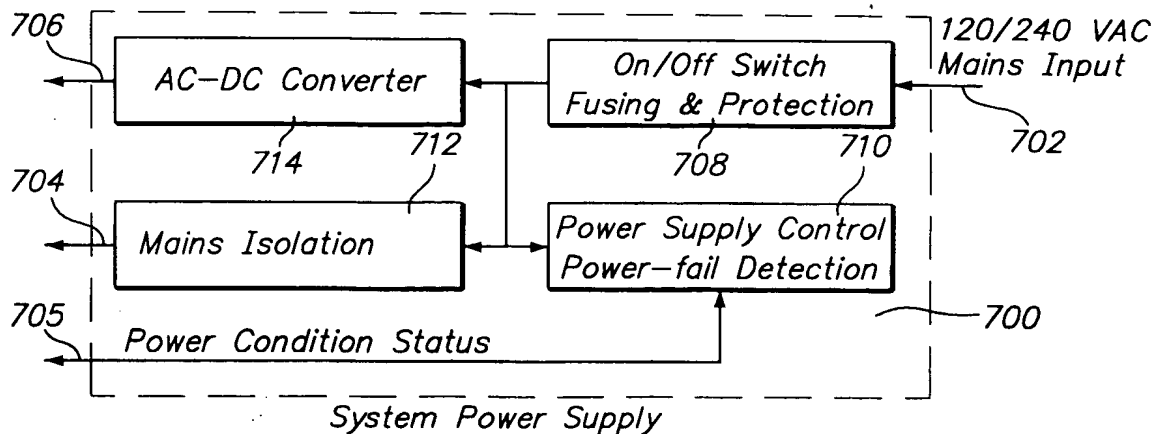 706
AC-DC Converter
714
On/Off Switch
Fusing & Protection
708
120/240 VAC
Mains Input
702
704
712
Mains Isolation
710
Power Supply Control
Power-fail Detection
705
Power Condition Status
700
System Power Supply